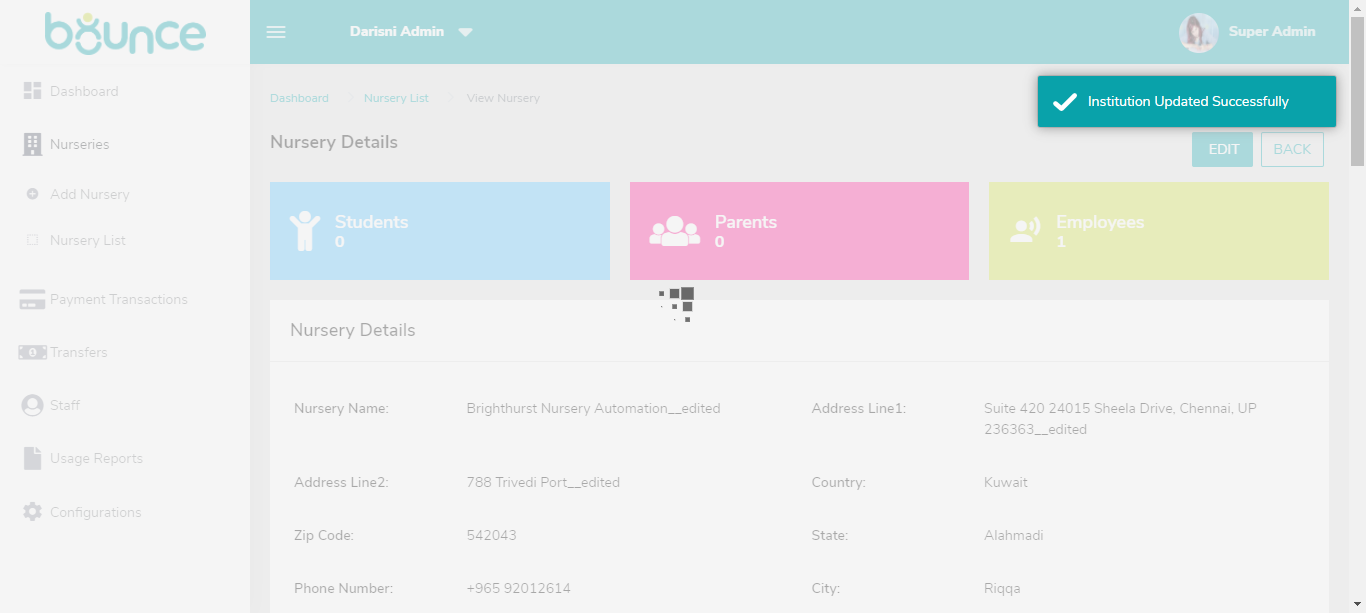 bounce
Darisni Admin
Super Admin
Dashboard
Nurseries
Add Nursery
Nursery List
Payment Transactions
Transfers
Staff
Usage Reports
Configurations
Dashboard Nursery List View Nursery
Institution Updated Successfully
Nursery Details
EDIT BACK
Students
0
Parents
0
Employees
1
Nursery Details
Nursery Name: Brighthurst Nursery Automation__edited
Address Line1: Suite 420 24015 Sheela Drive, Chennai, UP
236363__edited
Address Line2: 788 Trivedi Port__edited
Country: Kuwait
Zip Code: 542043
State: Alahmadi
Phone Number: +965 92012614
City: Riqqa